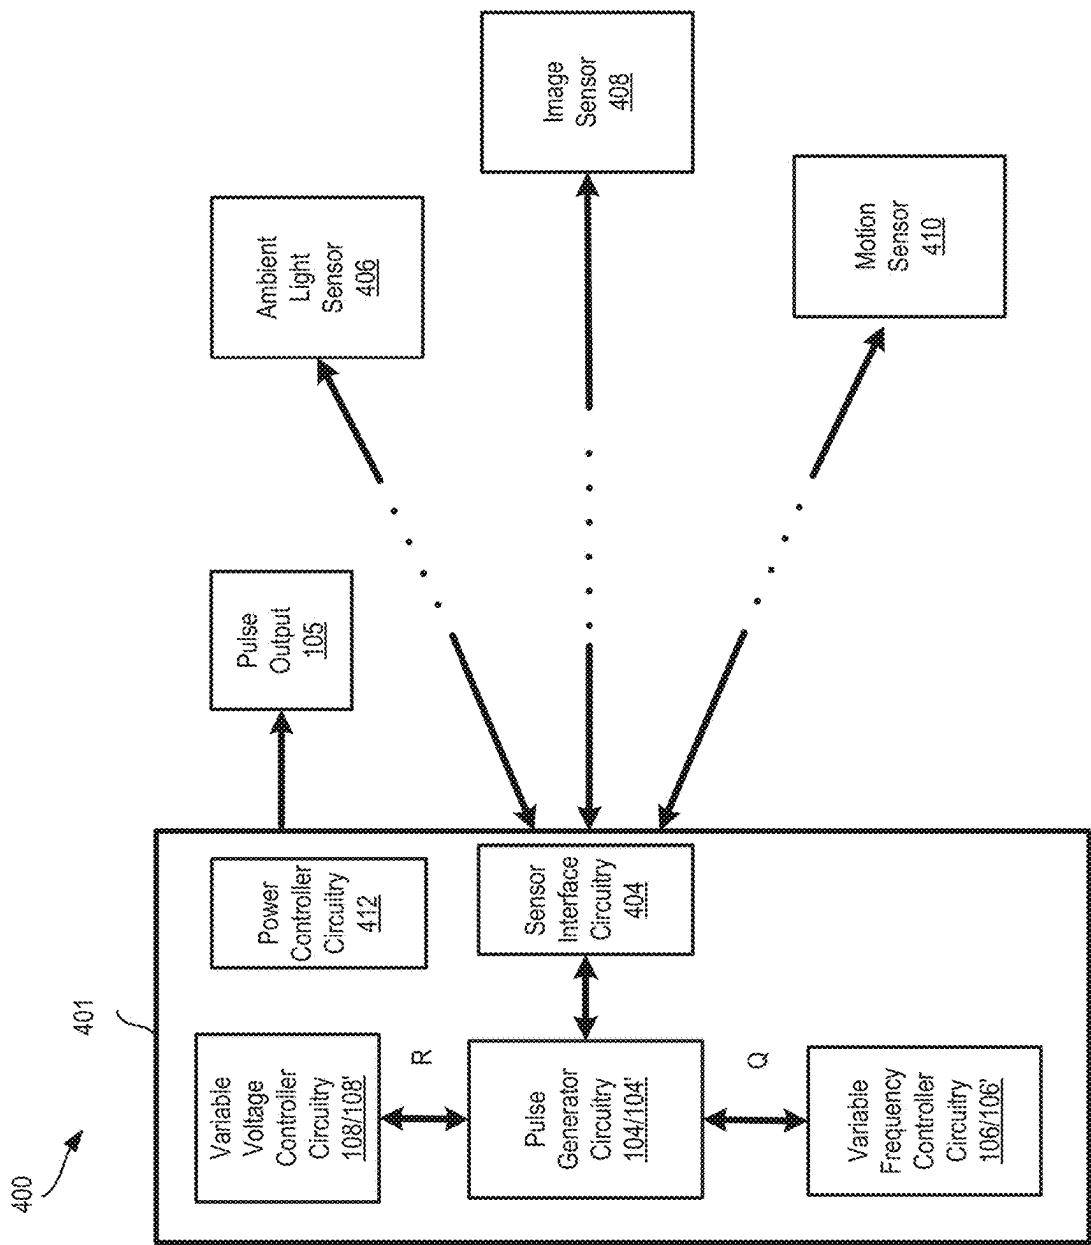 400
401
Variable
Voltage
Controller
Circuitry
108/108'
R
Pulse
Generator
Circuitry
104/104'
Q
Variable
Frequency
Controller
Circuitry
106/106'
Power
Controller
Circuitry
412
Sensor
Interface
Circuitry
404
Pulse
Output
105
Ambient
Light
Sensor
406
Image
Sensor
408
Motion
Sensor
410